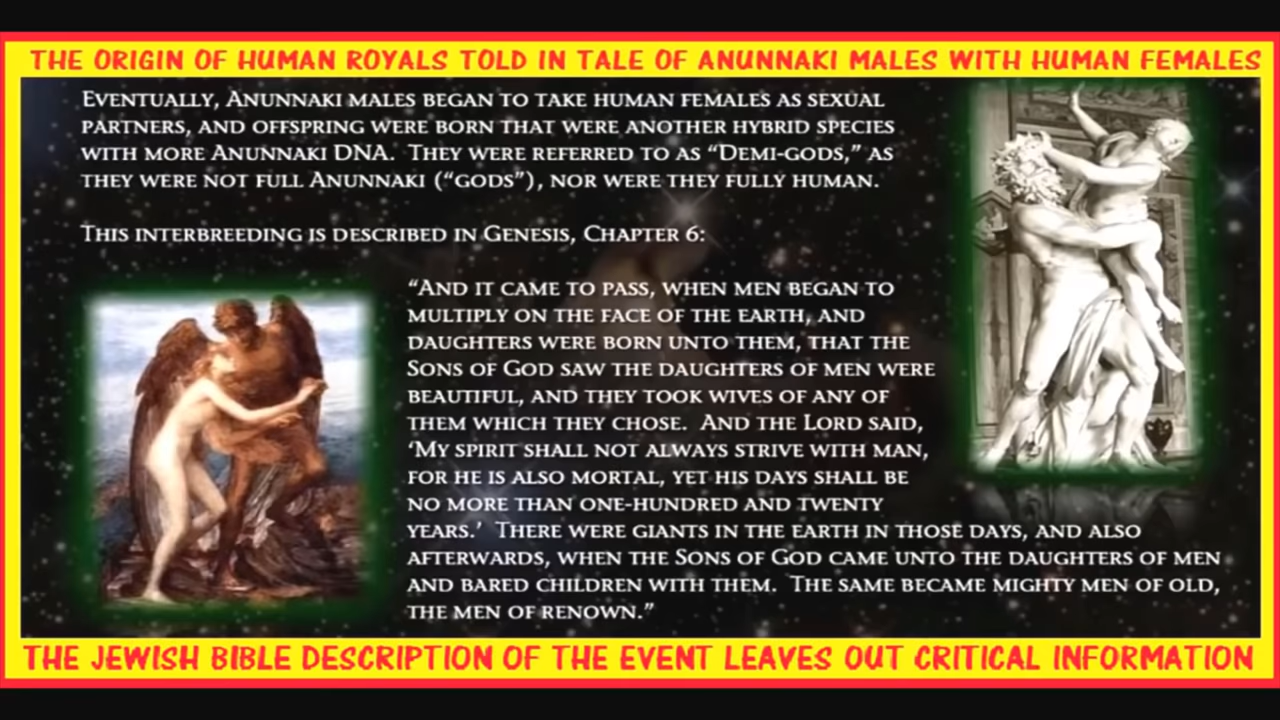 THE ORIGIN OF HUMAN ROYALS TOLD IN TALE OF ANUNNAKI MALES WITH HUMAN FEMALES
EVENTUALLY, ANUNNAKI MALES BEGAN TO TAKE HUMAN FEMALES AS SEXUAL
PARTNERS, AND OFFSPRING WERE BORN THAT WERE ANOTHER HYBRID SPECIES
WITH MORE ANUNNAKI DNA. THEY WERE REFERRED TO AS “DEMI-GODS,” AS
THEY WERE NOT FULL ANUNNAKI (“GODS”), NOR WERE THEY FULLY HUMAN.
THIS INTERBREEDING IS DESCRIBED IN GENESIS, CHAPTER 6:
“AND IT CAME TO PASS, WHEN MEN BEGAN TO
MULTIPLY ON THE FACE OF THE EARTH, AND
DAUGHTERS WERE BORN UNTO THEM, THAT THE
SONS OF GOD SAW THE DAUGHTERS OF MEN WERE
BEAUTIFUL, AND THEY TOOK WIVES OF ANY OF
THEM WHICH THEY CHOSE. AND THE LORD SAID,
‘MY SPIRIT SHALL NOT ALWAYS STRIVE WITH MAN,
FOR HE IS ALSO MORTAL, YET HIS DAYS SHALL BE
NO MORE THAN ONE-HUNDRED AND TWENTY
YEARS.’ THERE WERE GIANTS IN THE EARTH IN THOSE DAYS, AND ALSO
AFTERWARDS, WHEN THE SONS OF GOD CAME UNTO THE DAUGHTERS OF MEN
AND BARED CHILDREN WITH THEM. THE SAME BECAME MIGHTY MEN OF OLD,
THE MEN OF RENOWN.”
THE JEWISH BIBLE DESCRIPTION OF THE EVENT LEAVES OUT CRITICAL INFORMATION